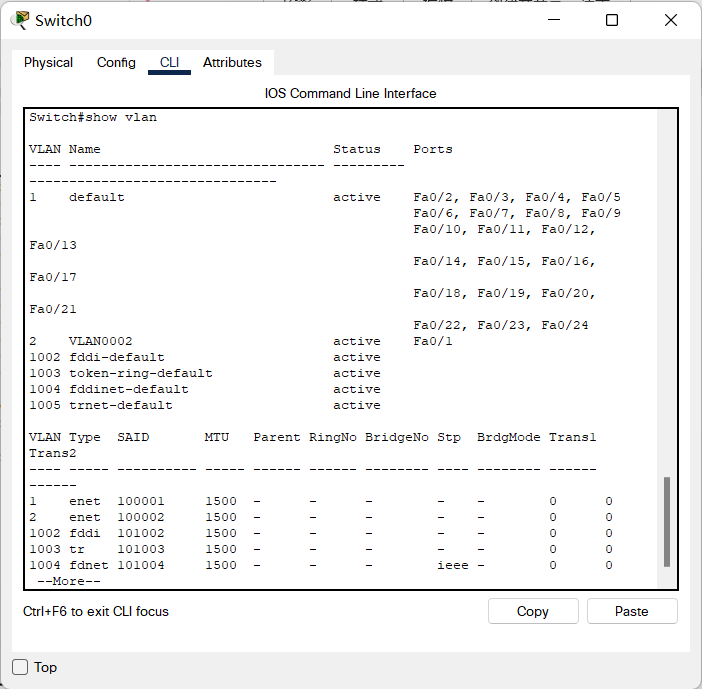 Switch0
Physical Config CLI Attributes
IOS Command Line Interface
Switch#show vlan
VLAN Name                             Status    Ports
---- -------------------------------- ---------
-------------------------------
1    default                          active    Fa0/2, Fa0/3, Fa0/4, Fa0/5
                                                Fa0/6, Fa0/7, Fa0/8, Fa0/9
                                                Fa0/10, Fa0/11, Fa0/12,
Fa0/13
                                                Fa0/14, Fa0/15, Fa0/16,
Fa0/17
                                                Fa0/18, Fa0/19, Fa0/20,
Fa0/21
                                                Fa0/22, Fa0/23, Fa0/24
2    VLAN0002                         active    Fa0/1
1002 fddi-default                     active
1003 token-ring-default               active
1004 fddinet-default                  active
1005 trnet-default                    active
VLAN Type  SAID       MTU   Parent RingNo BridgeNo Stp  BrdgMode Trans1
Trans2
---- ----- ---------- ----- ------ ------ -------- ---- -------- ------
------
1    enet  100001     1500  -      -      -        -    -        0      0
2    enet  100002     1500  -      -      -        -    -        0      0
1002 fddi  101002     1500  -      -      -        -    -        0      0
1003 tr    101003     1500  -      -      -        -    -        0      0
1004 fdnet 101004     1500  -      -      -        ieee -        0      0
 --More--
Ctrl+F6 to exit CLI focus
Copy Paste
Top